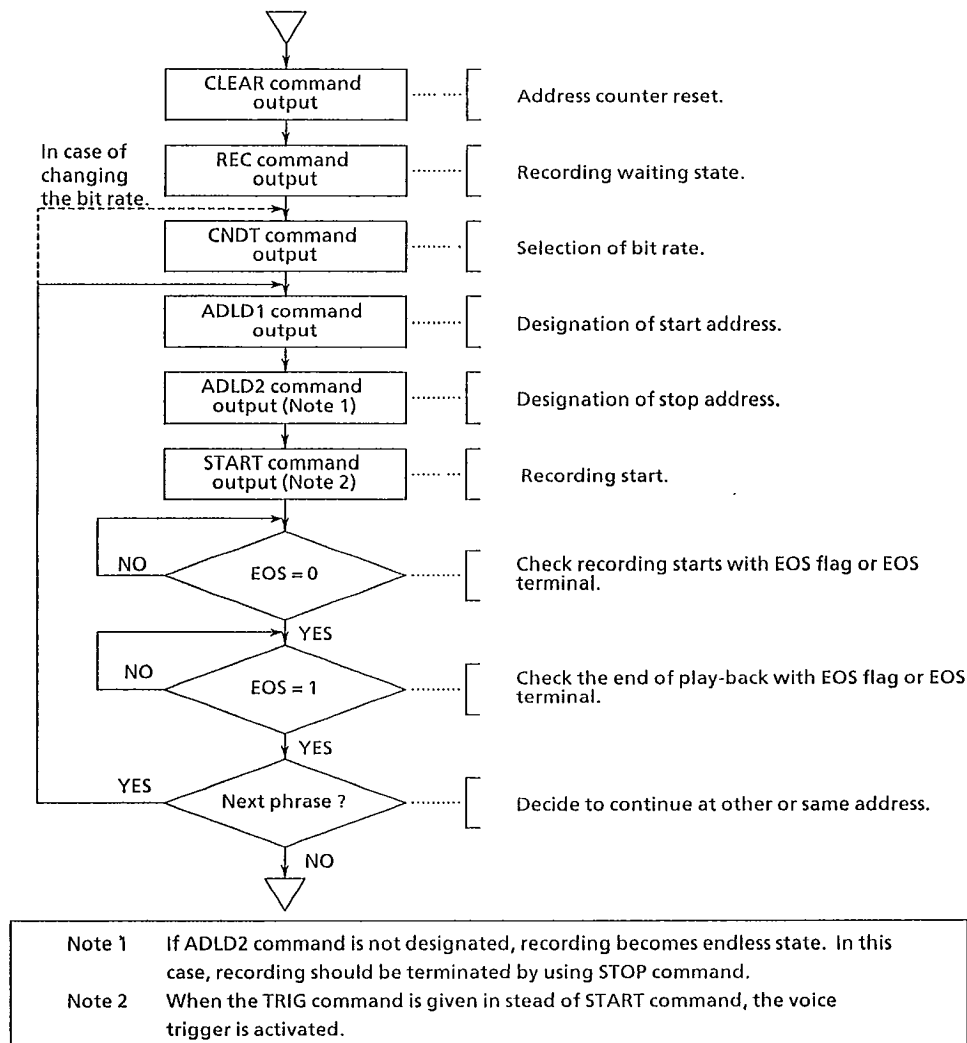 CLEAR command
output
Address counter reset.
In case of
changing
the bit rate.
REC command
output
Recording waiting state.
CNDT command
output
Selection of bit rate.
ADLD1 command
output
Designation of start address.
ADLD2 command
output (Note 1)
Designation of stop address.
START command
output (Note 2)
Recording start.
NO
EOS = 0
Check recording starts with EOS flag or EOS
terminal.
YES
NO
EOS = 1
Check the end of play-back with EOS flag or EOS
terminal.
YES
YES
Next phrase ?
Decide to continue at other or same address.
NO
Note 1 If ADLD2 command is not designated, recording becomes endless state. In this
case, recording should be terminated by using STOP command.
Note 2 When the TRIG command is given in stead of START command, the voice
trigger is activated.